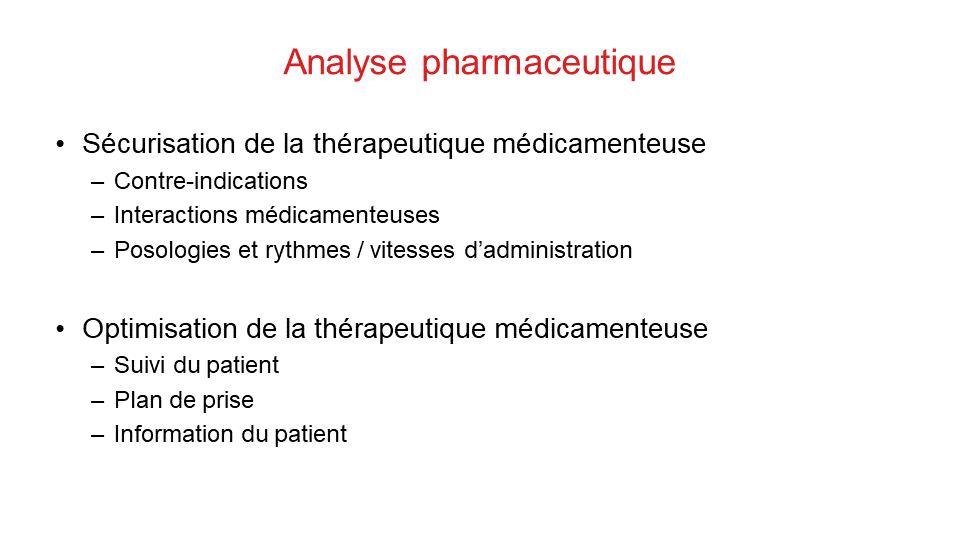 Analyse pharmaceutique
• Sécurisation de la thérapeutique médicamenteuse
– Contre-indications
– Interactions médicamenteuses
– Posologies et rythmes / vitesses d’administration
• Optimisation de la thérapeutique médicamenteuse
– Suivi du patient
– Plan de prise
– Information du patient